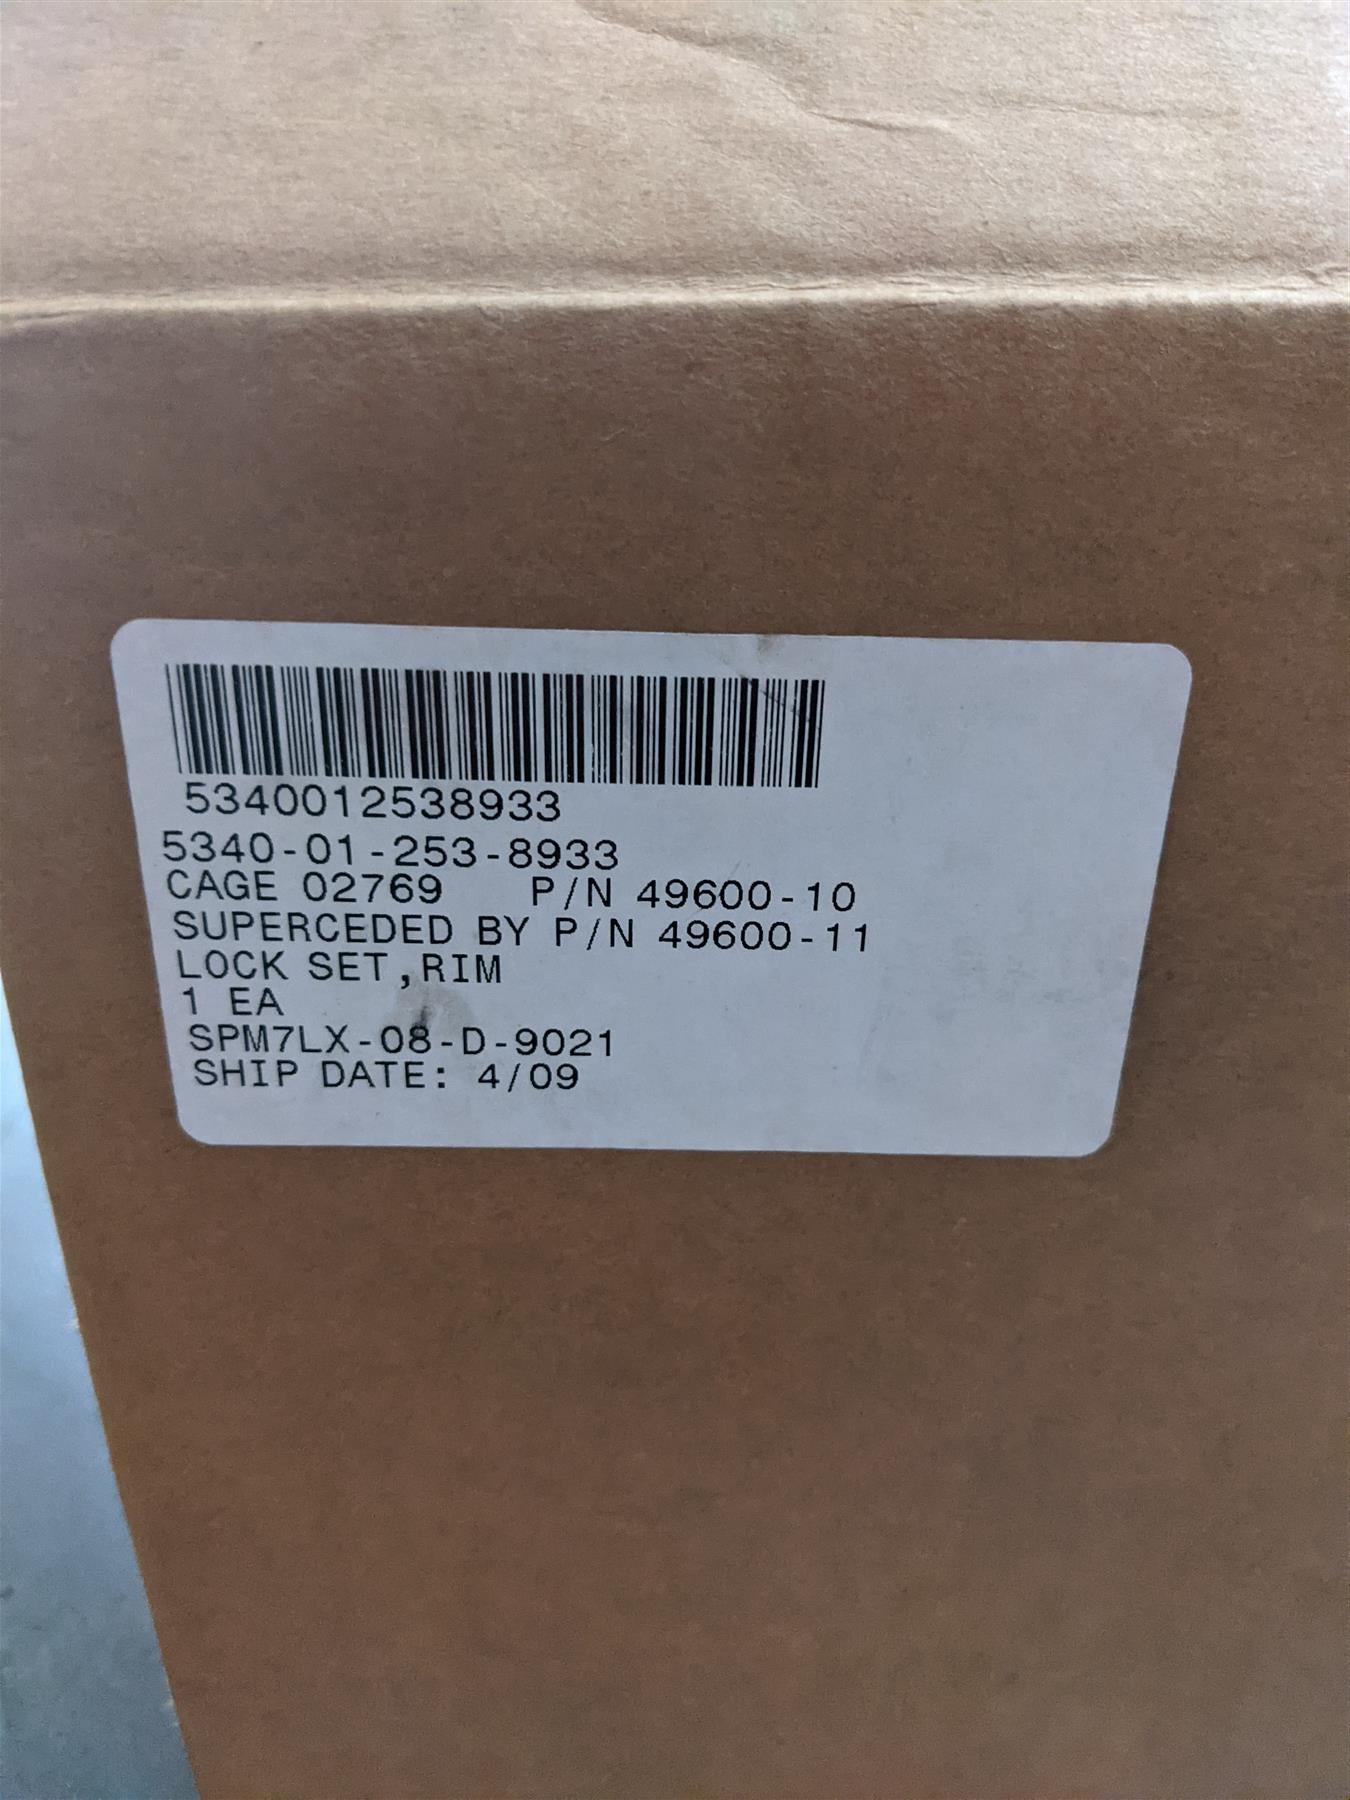 5340012538933
5340-01-253-8933
CAGE 02769 P/N 49600-10
SUPERCEDED BY P/N 49600-11
LOCK SET,RIM
1 EA
SPM7LX-08-D-9021
SHIP DATE: 4/09